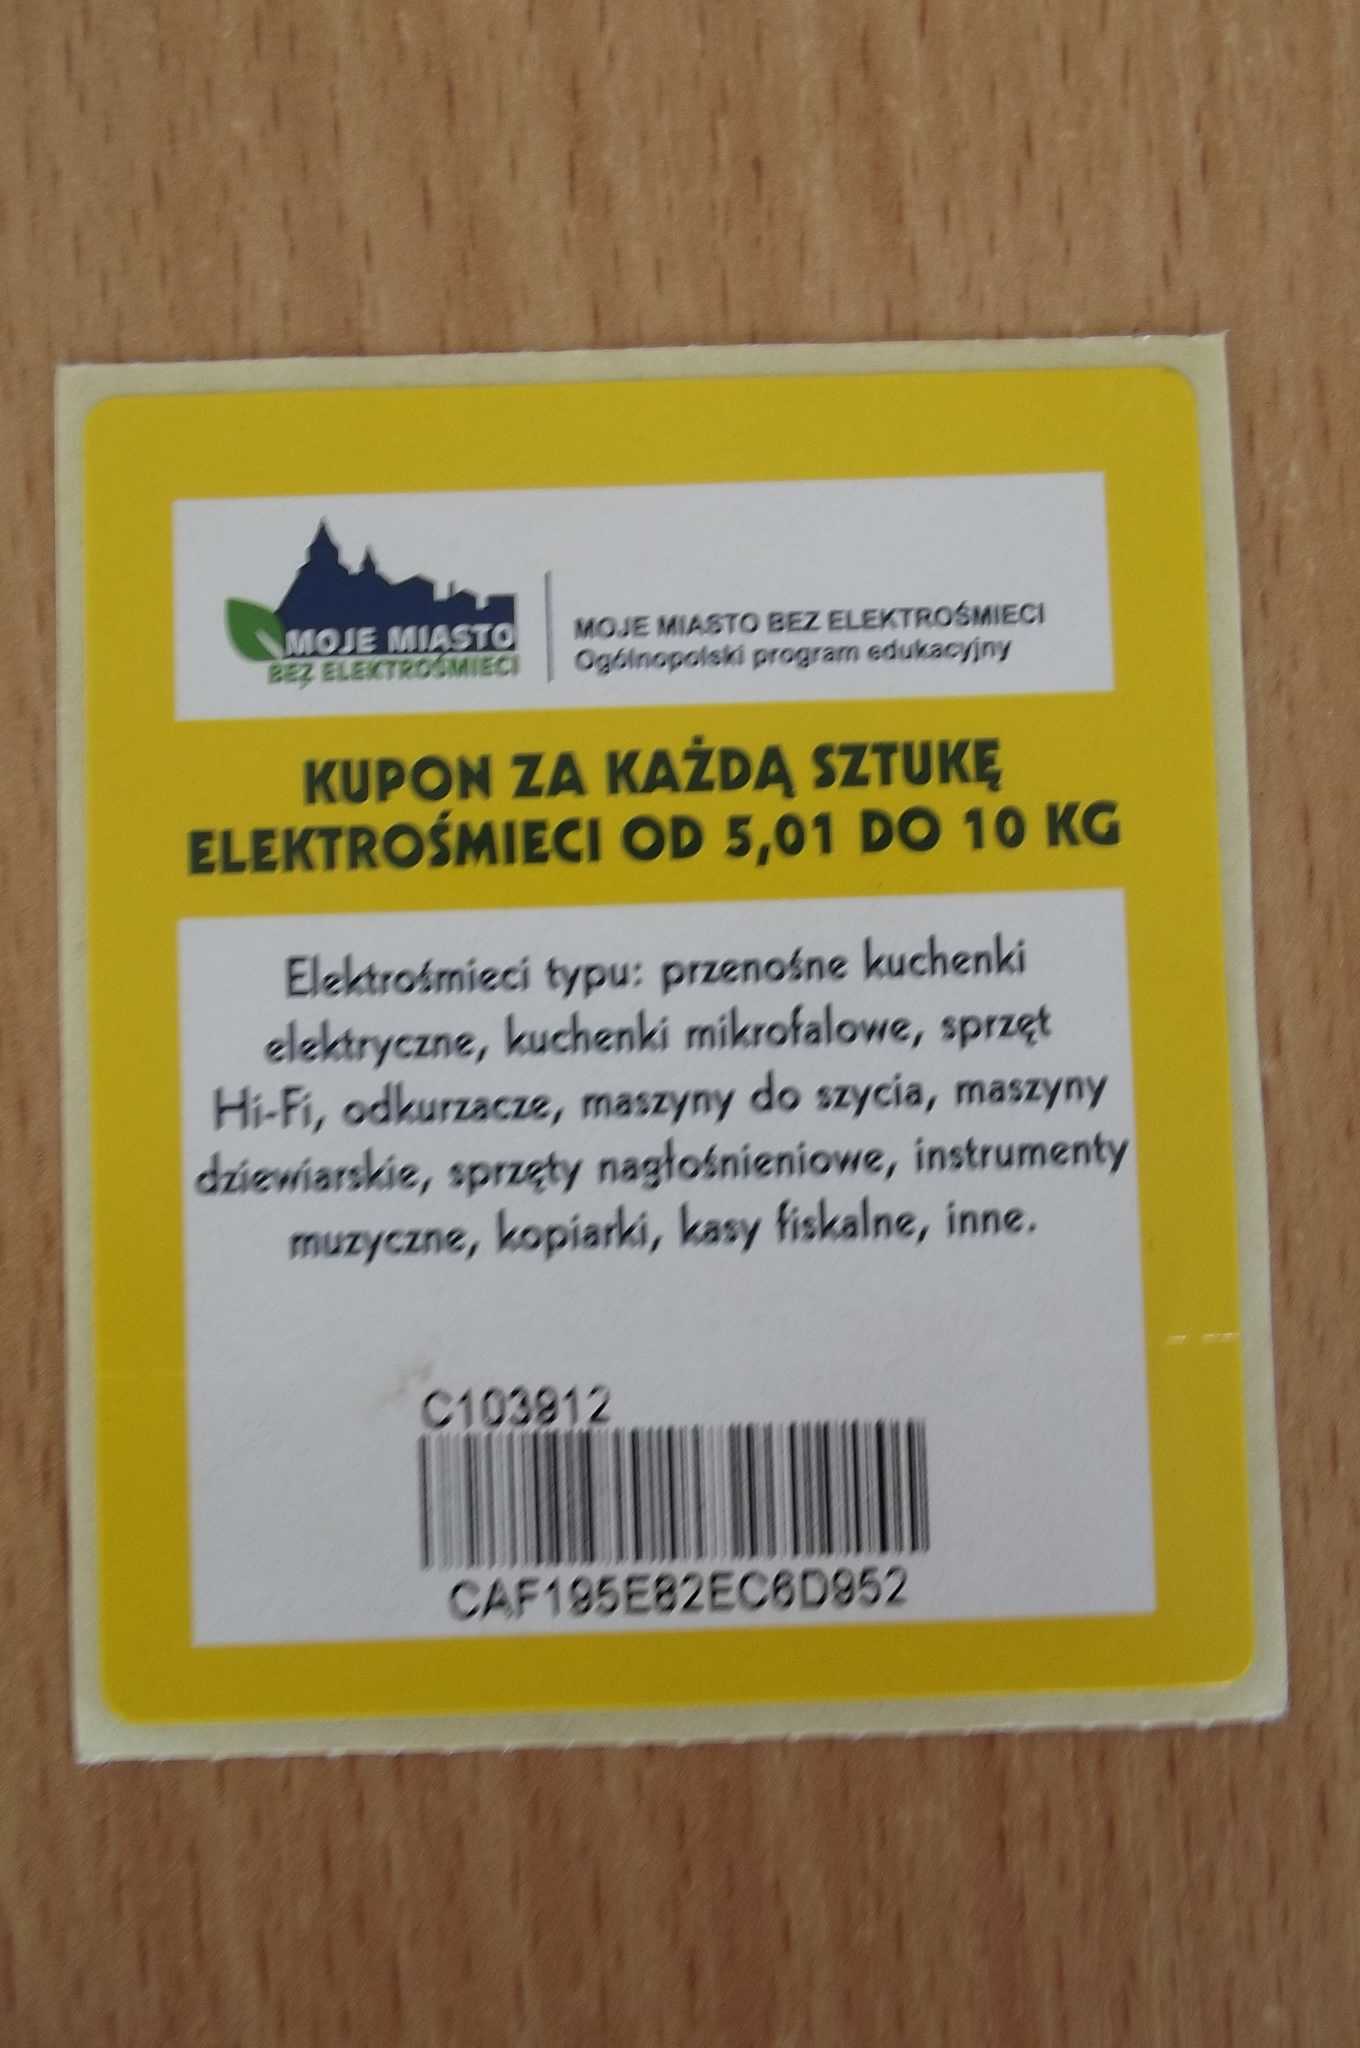 MOJE MIASTO
BEZ ELEKTROŚMIECI
MOJE MIASTO BEZ ELEKTROŚMIECI
Ogólnopolski program edukacyjny
KUPON ZA KAŻDĄ SZTUKĘ
ELEKTROŚMIECI OD 5,01 DO 10 KG
Elektrośmieci typu: przenośne kuchenki
elektryczne, kuchenki mikrofalowe, sprzęt
Hi-Fi, odkurzacze, maszyny do szycia, maszyny
dziewiarskie, sprzęty nagłośnieniowe, instrumenty
muzyczne, kopiarki, kasy fiskalne, inne.
C103912
CAF195E82EC6D952